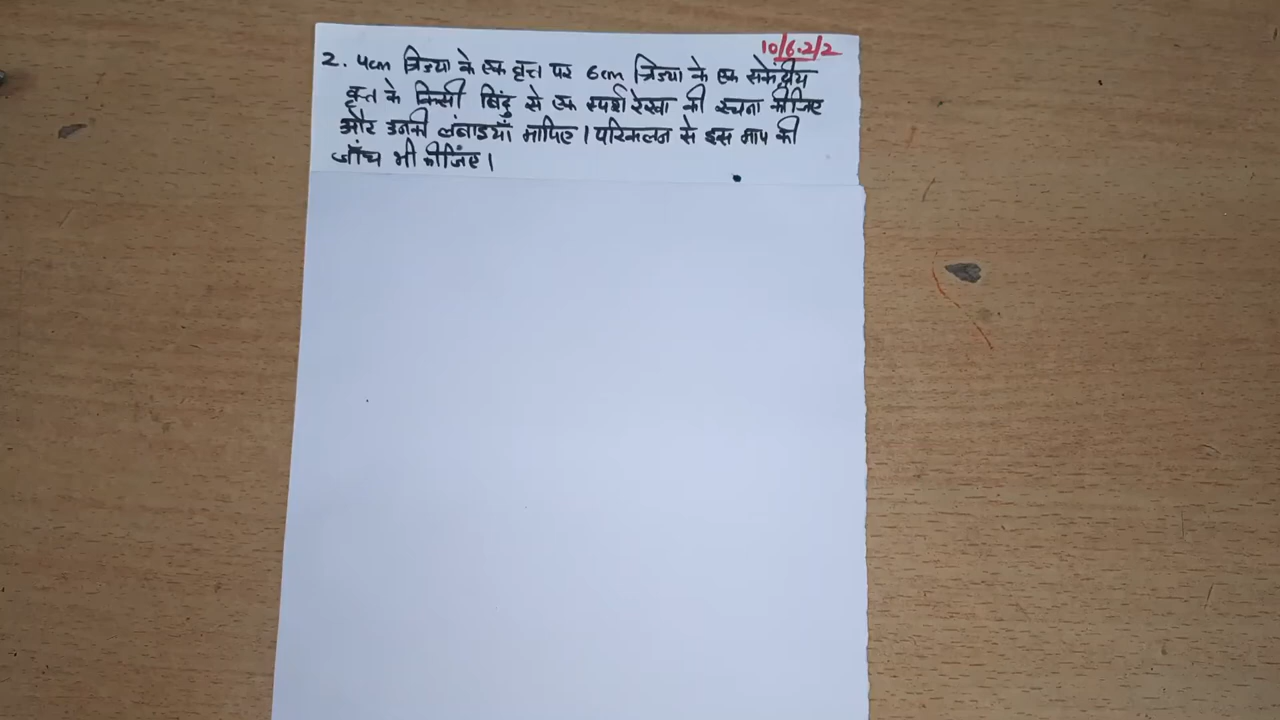 10/6.2/2
2. 4cm त्रिज्या के एक वृत्त पर 6cm त्रिज्या के एक सकेंद्रीय
वृत्त के किसी बिंदु से एक स्पर्श रेखा की रचना कीजिए
और उनकी लंबाइयाँ मापिए। परिकलन से इस माप की
जाँच भी कीजिए।